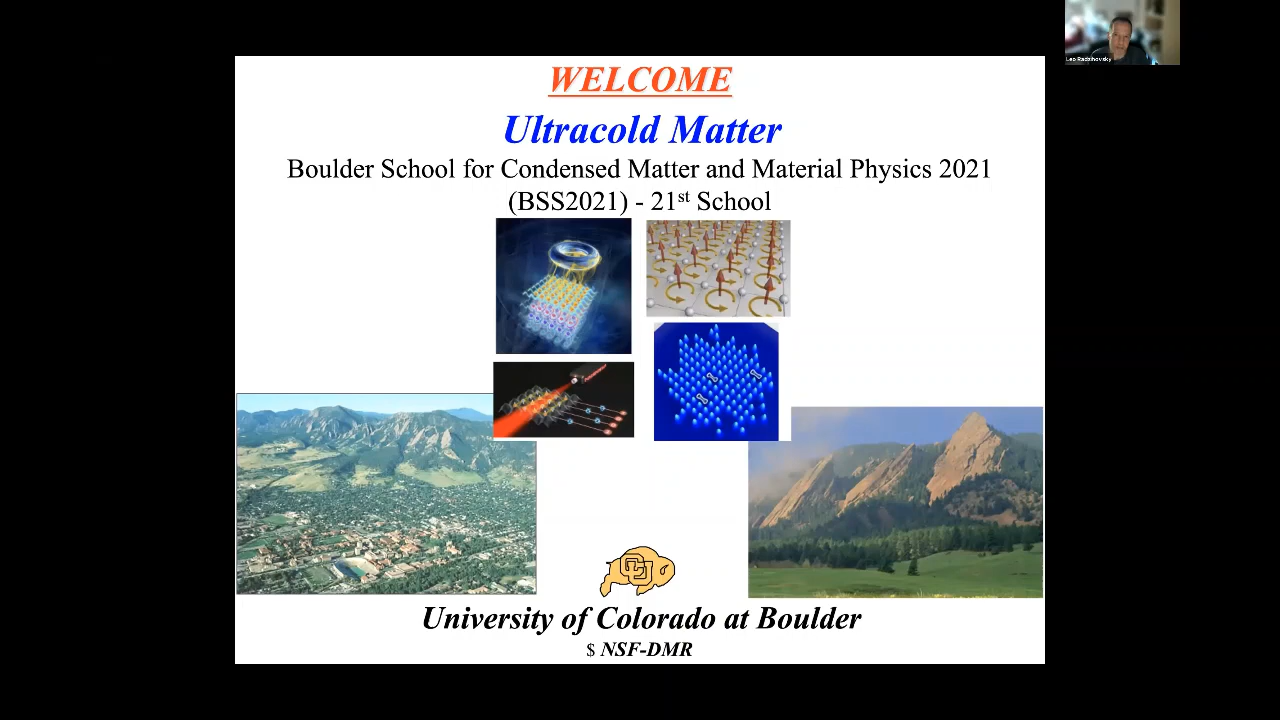 Leo Radzihovsky
WELCOME
Ultracold Matter
Boulder School for Condensed Matter and Material Physics 2021
(BSS2021) - 21st School
CU
University of Colorado at Boulder
$ NSF-DMR